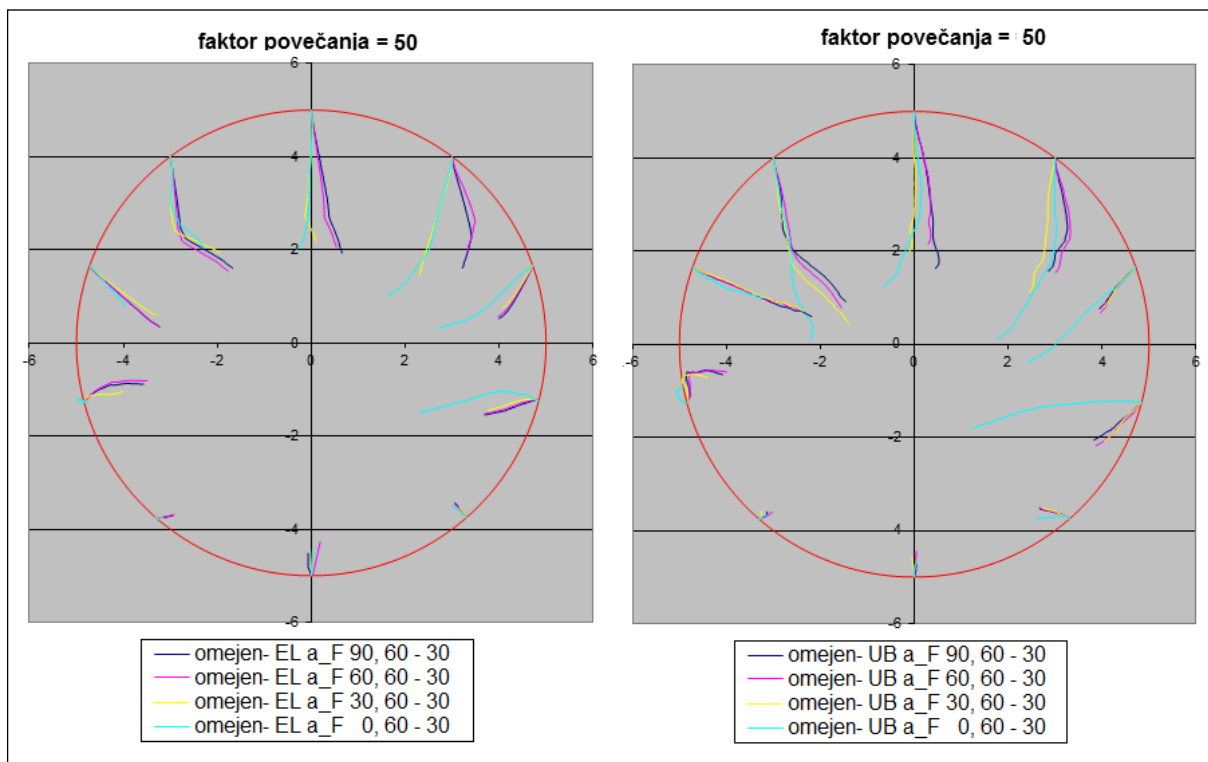 faktor povečanja = 50
6
4
2
0
-6
-4
-2
0
2
4
6
-2
-4
-6
omejen- EL a_F 90, 60 - 30
omejen- EL a_F 60, 60 - 30
omejen- EL a_F 30, 60 - 30
omejen- EL a_F 0, 60 - 30
faktor povečanja = 50
6
4
2
0
-6
-4
-2
0
2
4
6
-2
-4
-6
omejen- UB a_F 90, 60 - 30
omejen- UB a_F 60, 60 - 30
omejen- UB a_F 30, 60 - 30
omejen- UB a_F 0, 60 - 30